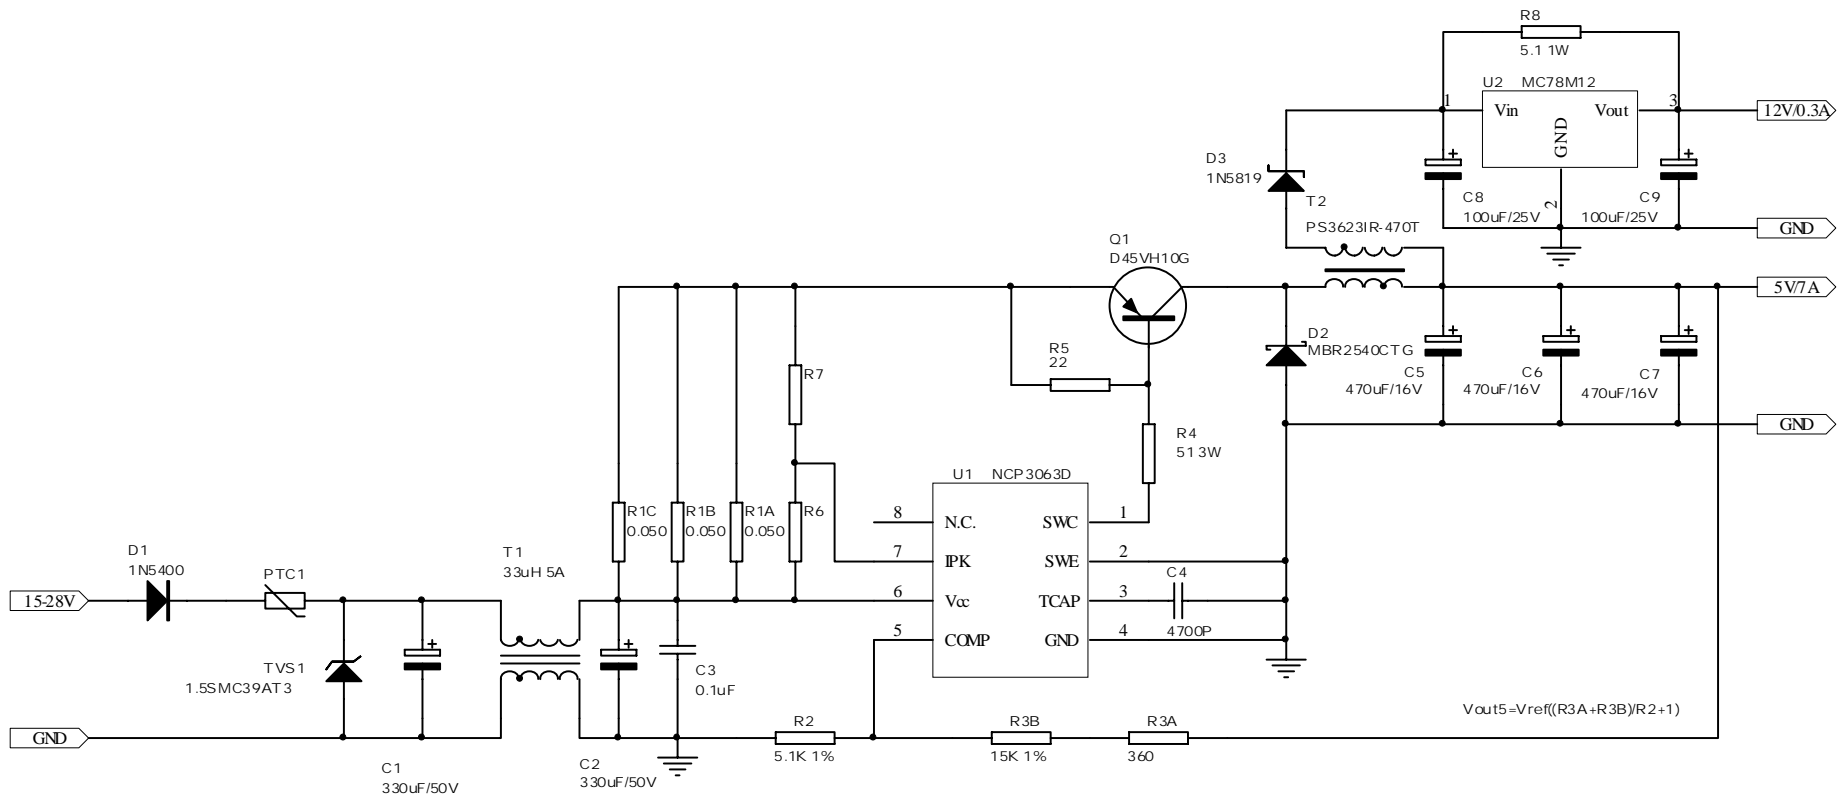 R8
5.1 1W
U2 MC78M12
1
Vin
Vout
3
GND
2
12V/0.3A
D3
1N5819
C8
100uF/25V
C9
100uF/25V
GND
T2
PS3623IR-470T
Q1
D45VH10G
5V/7A
R5
22
D2
MBR2540CTG
C5
470uF/16V
C6
470uF/16V
C7
470uF/16V
R7
GND
R4
51 3W
U1 NCP3063D
R1C
0.050
R1B
0.050
R1A
0.050
R6
8 N.C.
SWC 1
7 IPK
SWE 2
6 Vcc
TCAP 3
5 COMP
GND 4
C4
4700P
D1
1N5400
PTC1
T1
33uH 5A
15-28V
TVS1
1.5SMC39AT3
C3
0.1uF
GND
C1
330uF/50V
C2
330uF/50V
R2
5.1K 1%
R3B
15K 1%
R3A
360
Vout5=Vref((R3A+R3B)/R2+1)